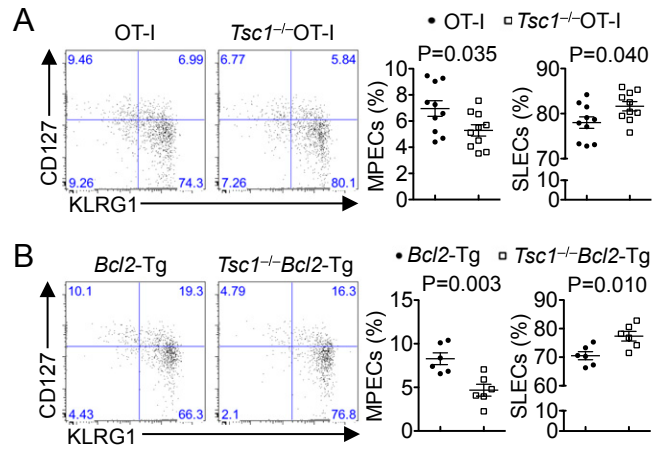 A
OT-I
Tsc1–/–OT-I
● OT-I □ Tsc1–/–OT-I
9.46 6.99
9.26 74.3
6.77 5.84
7.26 80.1
CD127
KLRG1
P=0.035
MPECs (%)
10
8
6
4
2
0
P=0.040
SLECs (%)
90
80
70
10
0
B
Bcl2-Tg
Tsc1–/–Bcl2-Tg
● Bcl2-Tg □ Tsc1–/–Bcl2-Tg
10.1 19.3
4.43 66.3
4.79 16.3
2.1 76.8
CD127
KLRG1
P=0.003
MPECs (%)
15
10
5
0
P=0.010
SLECs (%)
90
80
70
60
10
0